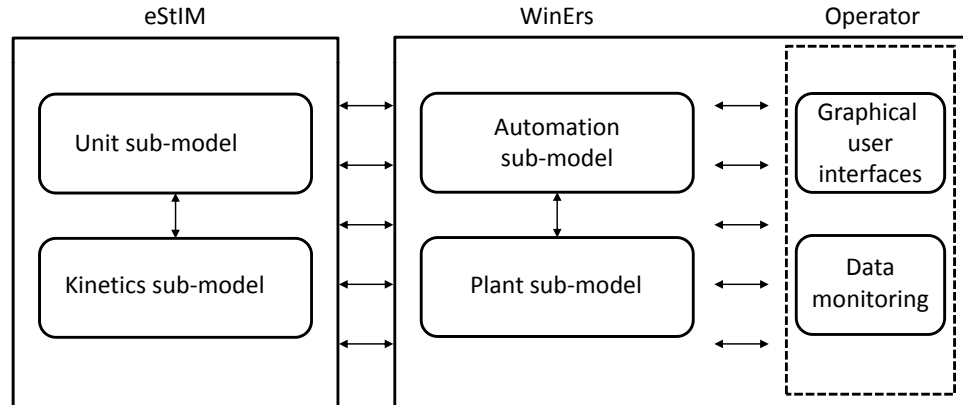 eStIM
WinErs
Operator
Unit sub-model
Automation
sub-model
Graphical
user
interfaces
Kinetics sub-model
Plant sub-model
Data
monitoring